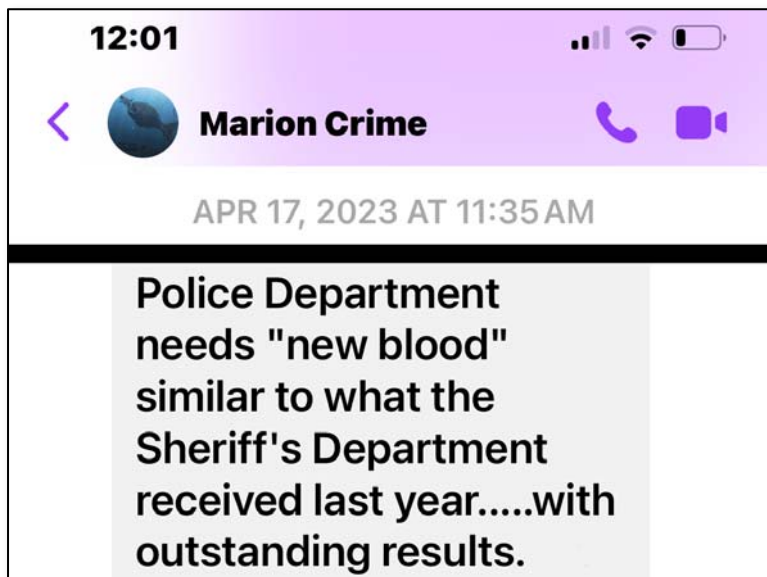 12:01
Marion Crime
APR 17, 2023 AT 11:35 AM
Police Department
needs "new blood"
similar to what the
Sheriff's Department
received last year.....with
outstanding results.